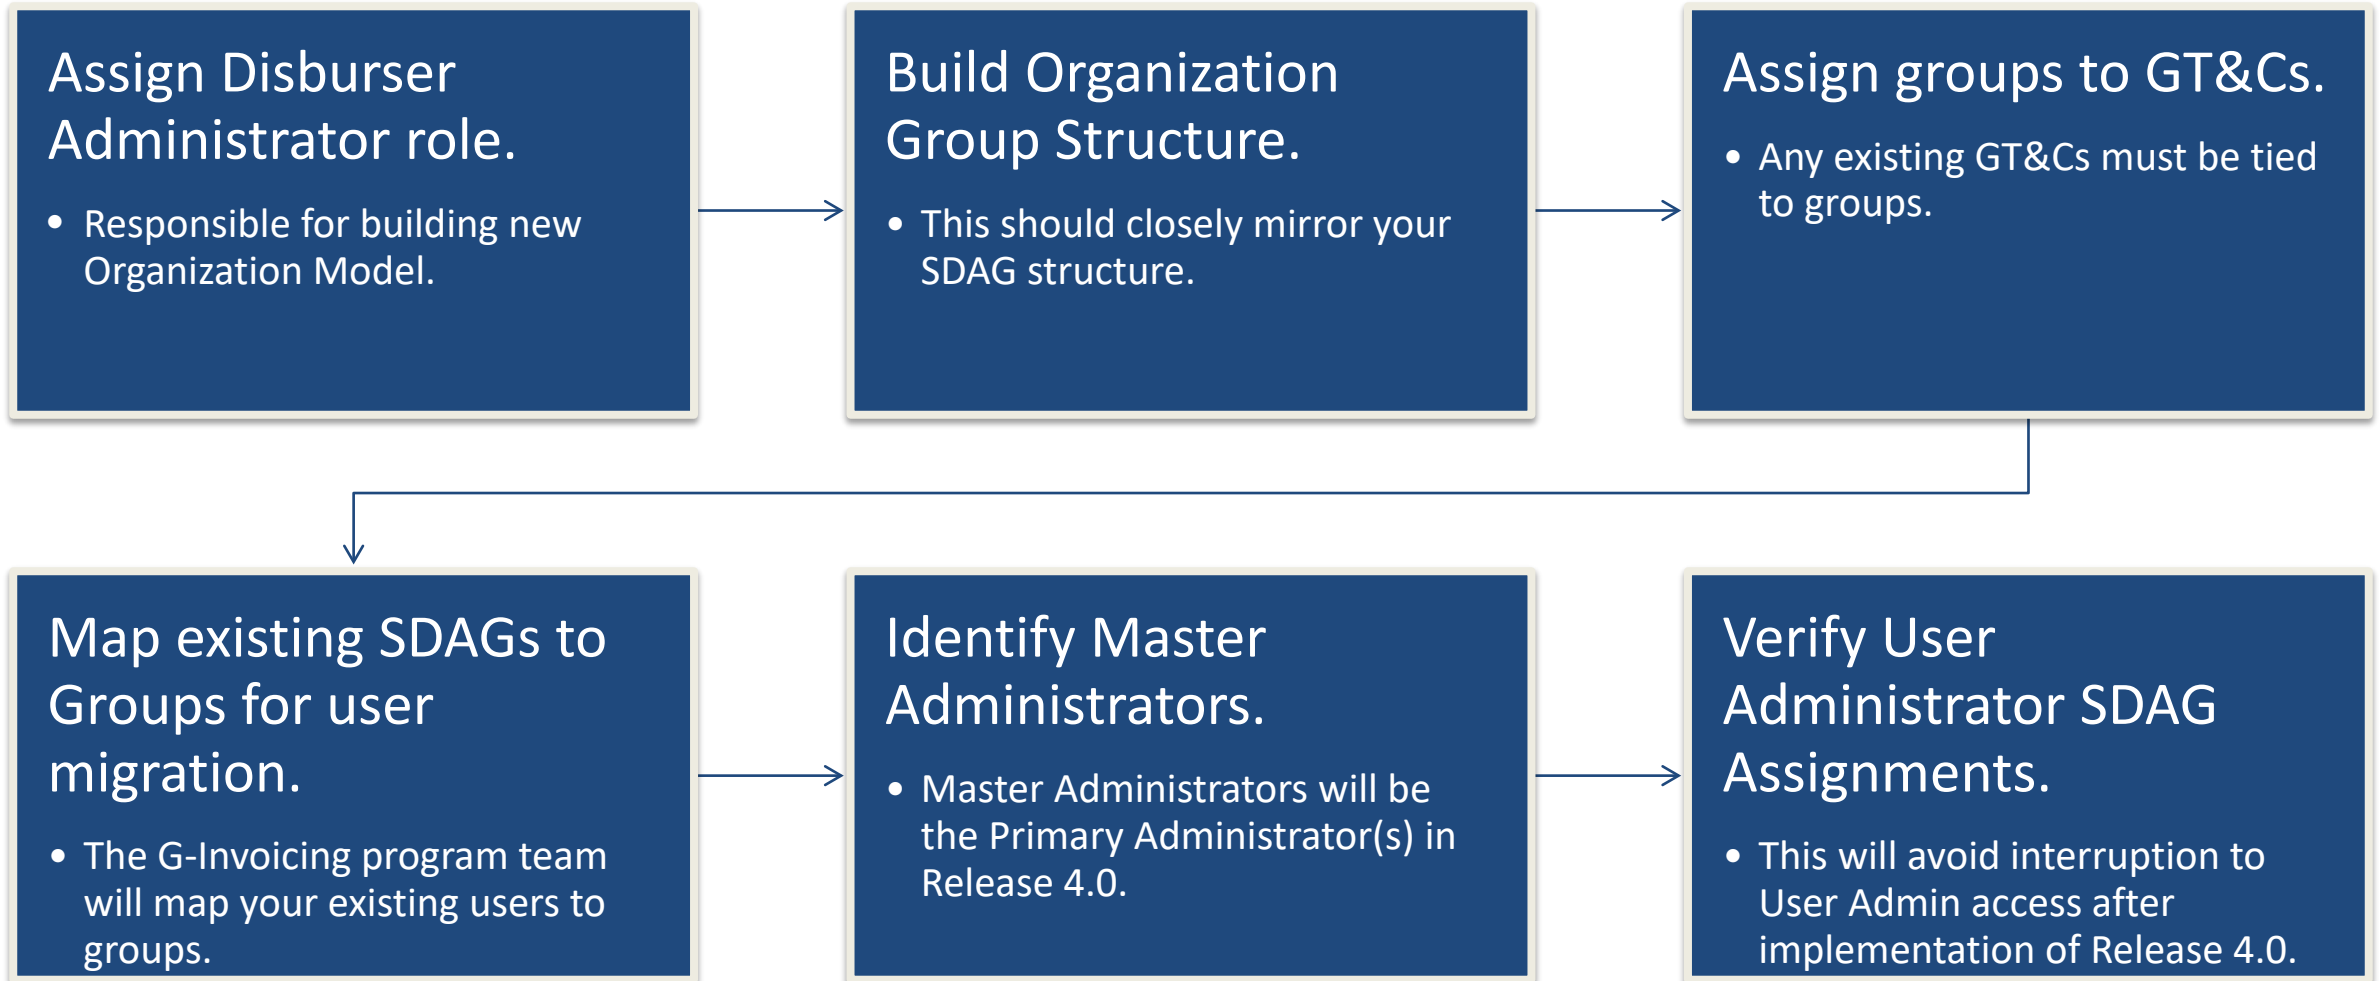 Assign Disburser
Administrator role.
• Responsible for building new
Organization Model.
Build Organization
Group Structure.
• This should closely mirror your
SDAG structure.
Assign groups to GT&Cs.
• Any existing GT&Cs must be tied
to groups.
Map existing SDAGs to
Groups for user
migration.
• The G-Invoicing program team
will map your existing users to
groups.
Identify Master
Administrators.
• Master Administrators will be
the Primary Administrator(s) in
Release 4.0.
Verify User
Administrator SDAG
Assignments.
• This will avoid interruption to
User Admin access after
implementation of Release 4.0.